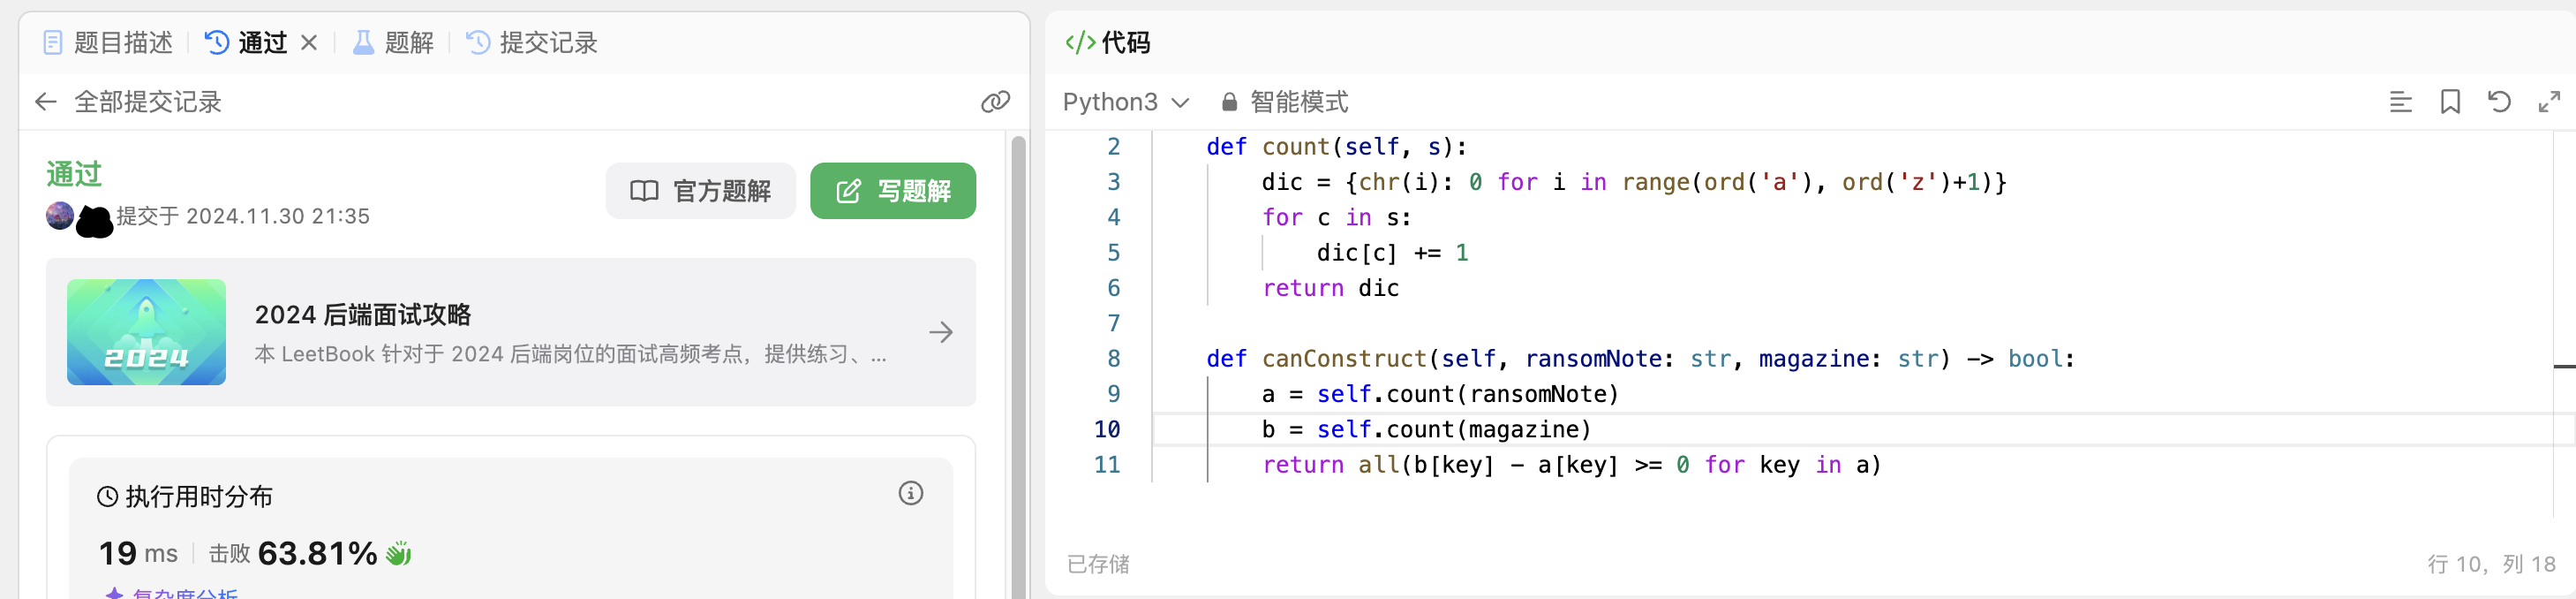 题目描述 通过 题解 提交记录
全部提交记录
通过
提交于 2024.11.30 21:35
官方题解 写题解
2024
2024 后端面试攻略
本 LeetBook 针对于 2024 后端岗位的面试高频考点，提供练习、...
执行用时分布
19 ms 击败 63.81%
复杂度分析
</> 代码
Python3 智能模式
2 def count(self, s):
3 dic = {chr(i): 0 for i in range(ord('a'), ord('z')+1)}
4 for c in s:
5 dic[c] += 1
6 return dic
7
8 def canConstruct(self, ransomNote: str, magazine: str) -> bool:
9 a = self.count(ransomNote)
10 b = self.count(magazine)
11 return all(b[key] - a[key] >= 0 for key in a)
已存储 行 10，列 18